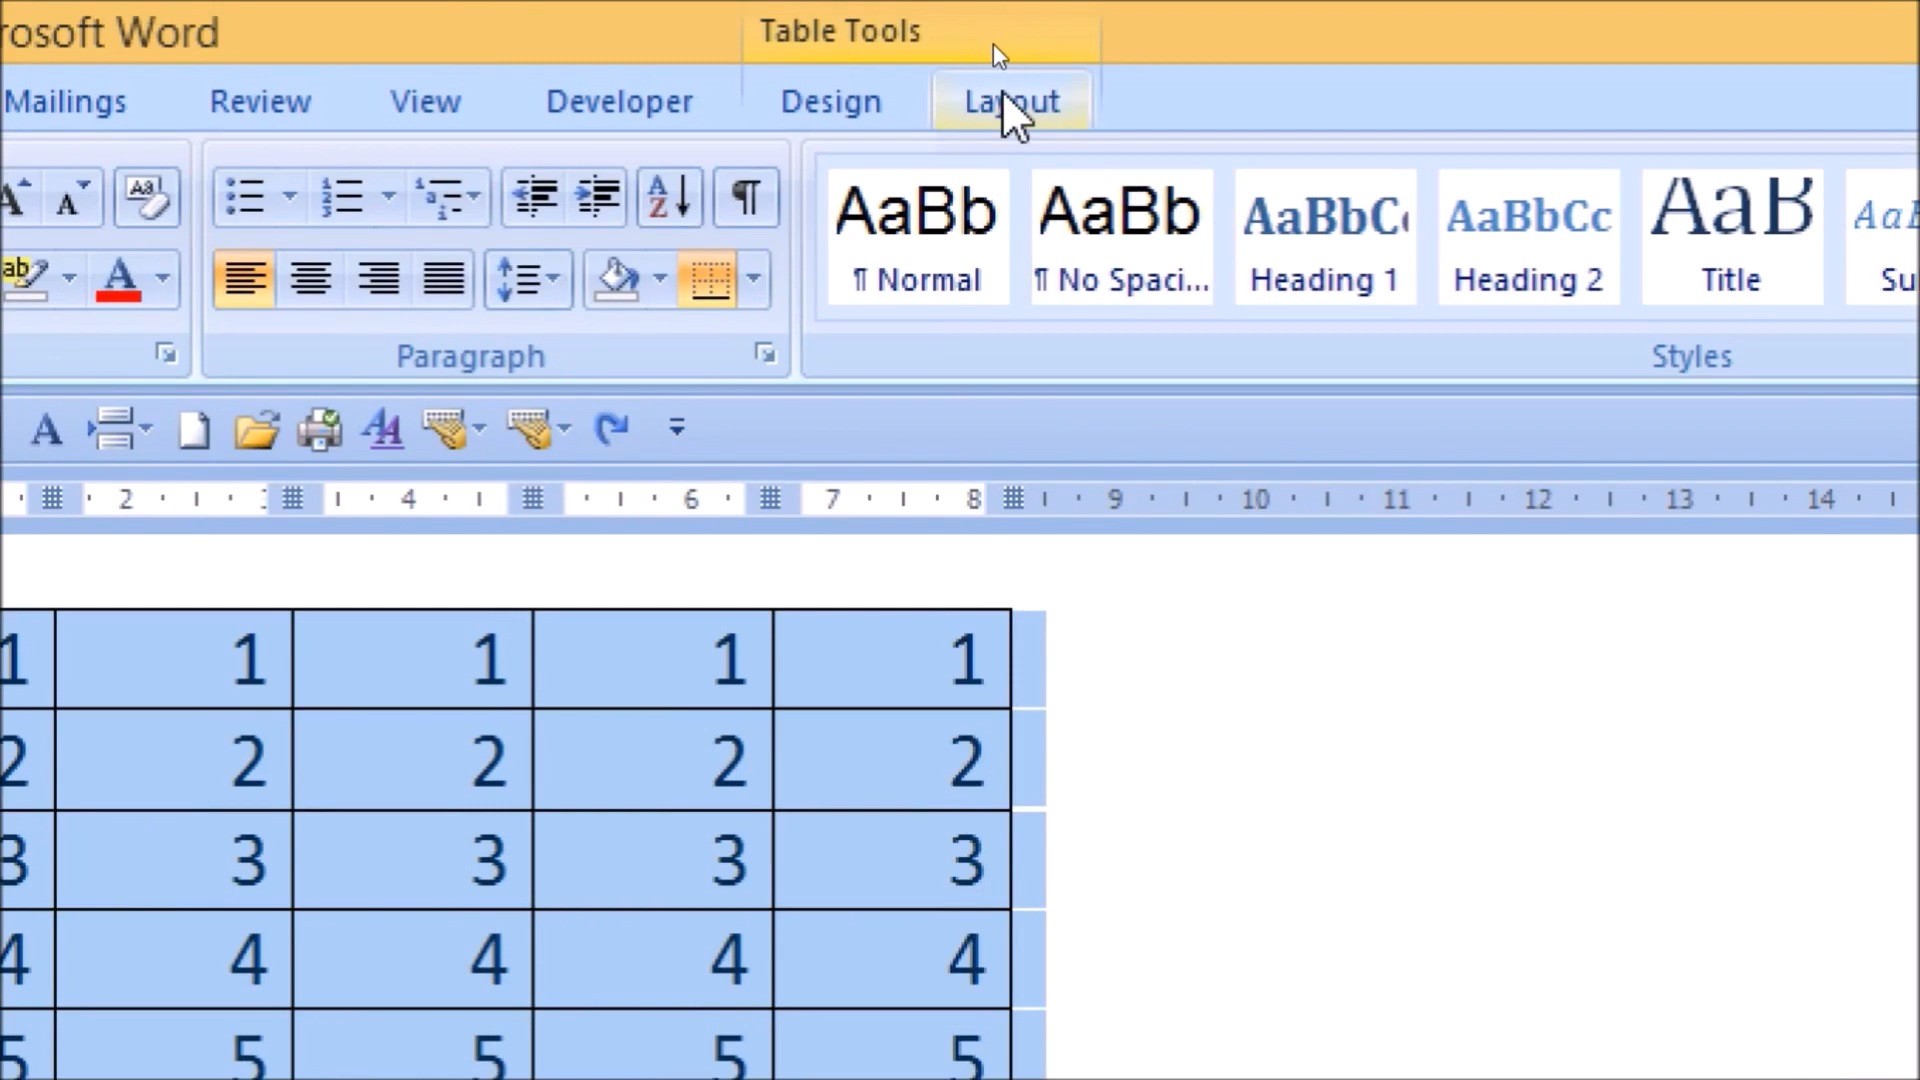 rosoft Word
Table Tools
Mailings Review View Developer Design Layout
AaBb AaBb AaBbC AaBbCc AaB
¶ Normal ¶ No Spaci... Heading 1 Heading 2 Title Su
Paragraph Styles
2 4 6 7 8 9 10 11 12 13 14
1 1 1 1 1
2 2 2 2 2
3 3 3 3 3
4 4 4 4 4
5 5 5 5 5